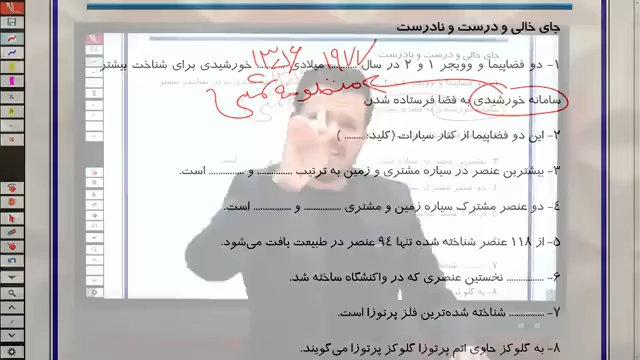 جای خالی و درست و نادرست
۱- دو فضاپیما و وویجر ۱ و ۲ در سال ۱۹۷۷ میلادی ۱۳۵۶ خورشیدی برای شناخت بیشتر
سامانه خورشیدی به فضا فرستاده شدن منظومه شمسی
۲- این دو فضاپیما از کنار سیارات (کلید: ........)
۳- بیشترین عنصر در سیاره مشتری و زمین به ترتیب ............. و ............. است.
۴- دو عنصر مشترک سیاره زمین و مشتری ............. و ............. است.
۵- از ۱۱۸ عنصر شناخته شده تنها ۹۴ عنصر در طبیعت یافت می‌شود.
۶- ............. نخستین عنصری که در واکنشگاه ساخته شد.
۷- ............. شناخته شده‌ترین فلز پرتوزا است.
۸- به گلوکز حاوی اتم پرتوزا گلوکز پرتوزا می‌گویند.